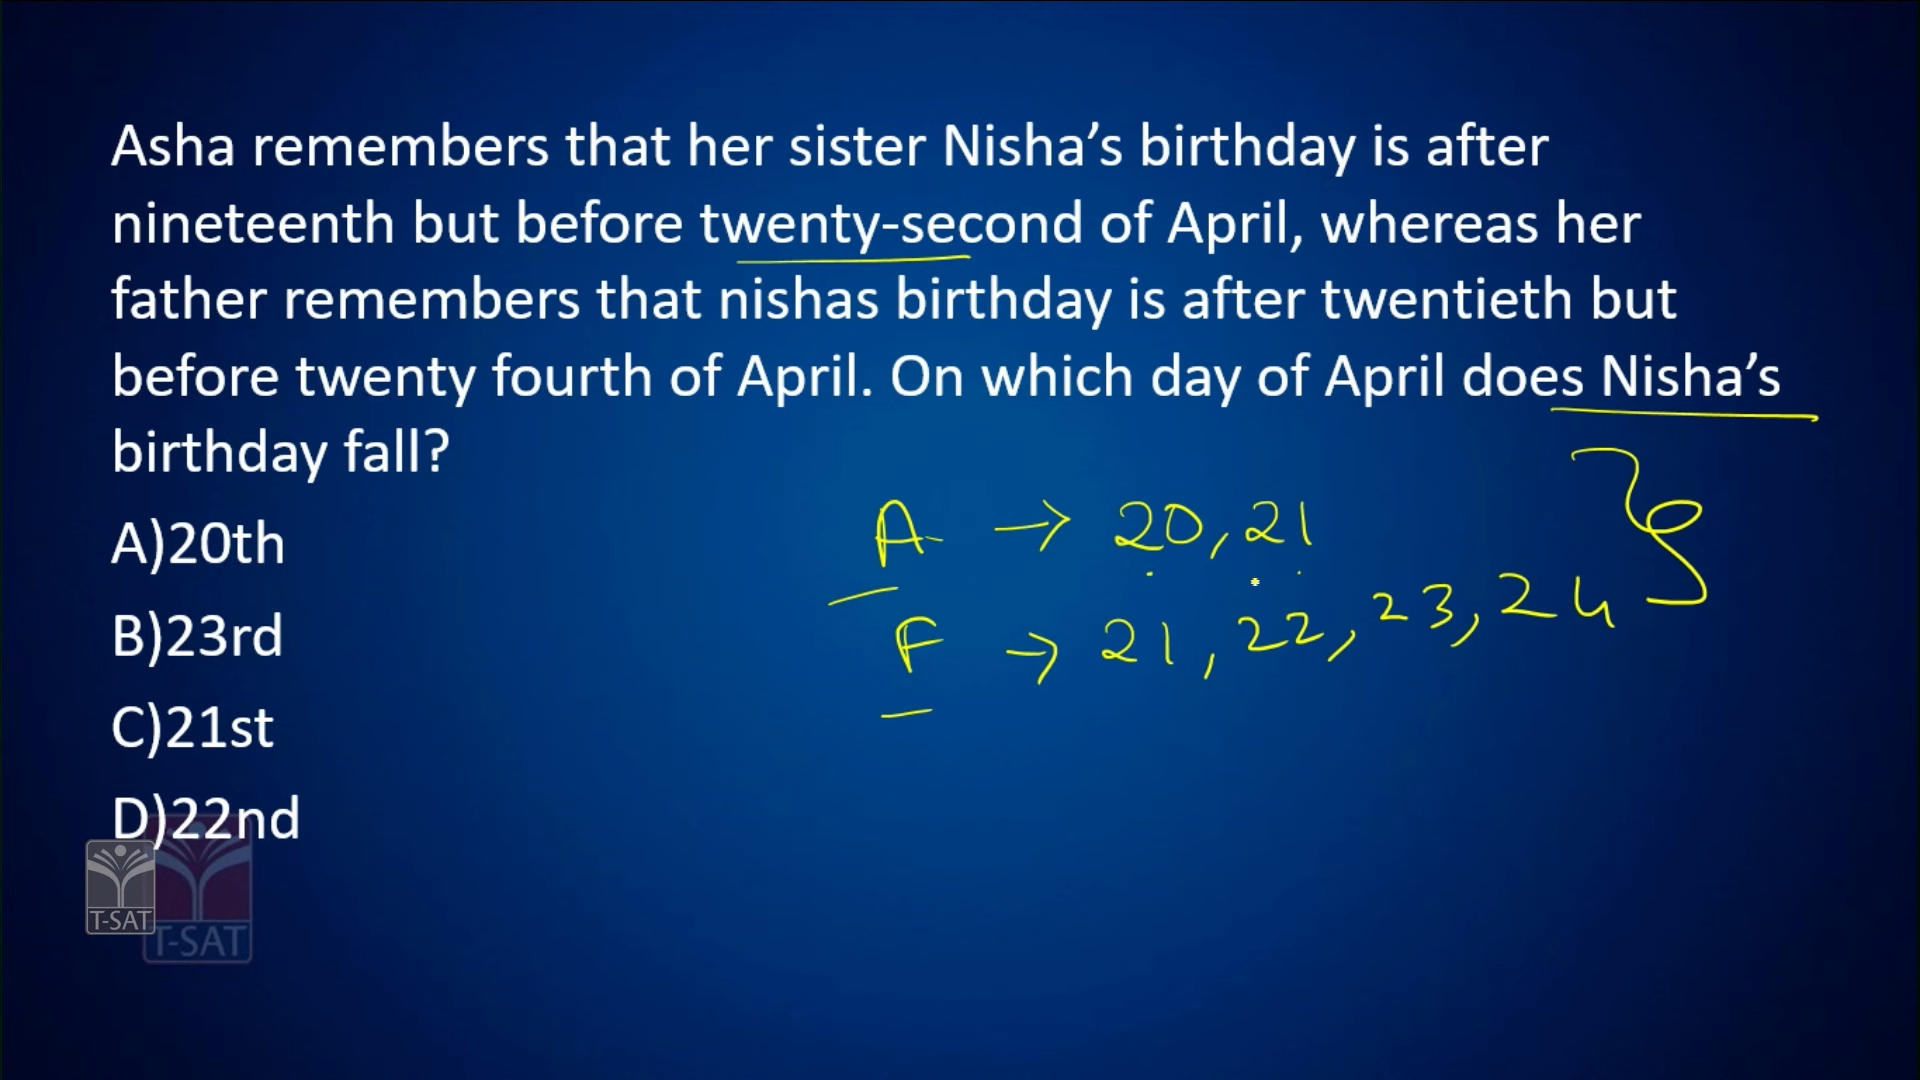 Asha remembers that her sister Nisha’s birthday is after
nineteenth but before twenty-second of April, whereas her
father remembers that nishas birthday is after twentieth but
before twenty fourth of April. On which day of April does Nisha’s
birthday fall?
A)20th
B)23rd
C)21st
D)22nd
A → 20, 21
F → 21, 22, 23, 24
T-SAT
T-SAT